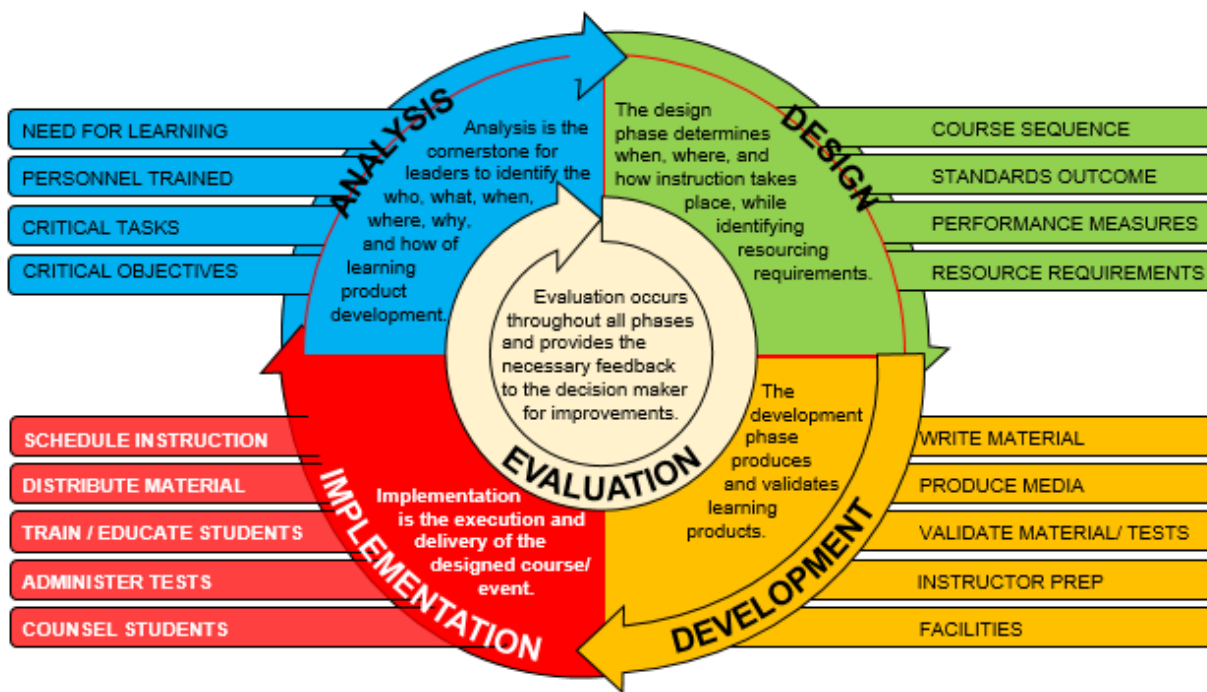 ANALYSIS
NEED FOR LEARNING
PERSONNEL TRAINED
CRITICAL TASKS
CRITICAL OBJECTIVES
Analysis is the
cornerstone for
leaders to identify the
who, what, when,
where, why,
and how of
learning
product
development.
DESIGN
The design
phase determines
when, where, and
how instruction takes
place, while
identifying
resourcing
requirements.
COURSE SEQUENCE
STANDARDS OUTCOME
PERFORMANCE MEASURES
RESOURCE REQUIREMENTS
Evaluation occurs
throughout all phases
and provides the
necessary feedback
to the decision maker
for improvements.
EVALUATION
The
development
phase
produces
and validates
learning
products.
DEVELOPMENT
WRITE MATERIAL
PRODUCE MEDIA
VALIDATE MATERIAL/ TESTS
INSTRUCTOR PREP
FACILITIES
SCHEDULE INSTRUCTION
DISTRIBUTE MATERIAL
TRAIN / EDUCATE STUDENTS
ADMINISTER TESTS
COUNSEL STUDENTS
IMPLEMENTATION
Implementation
is the execution and
delivery of the
designed course/
event.